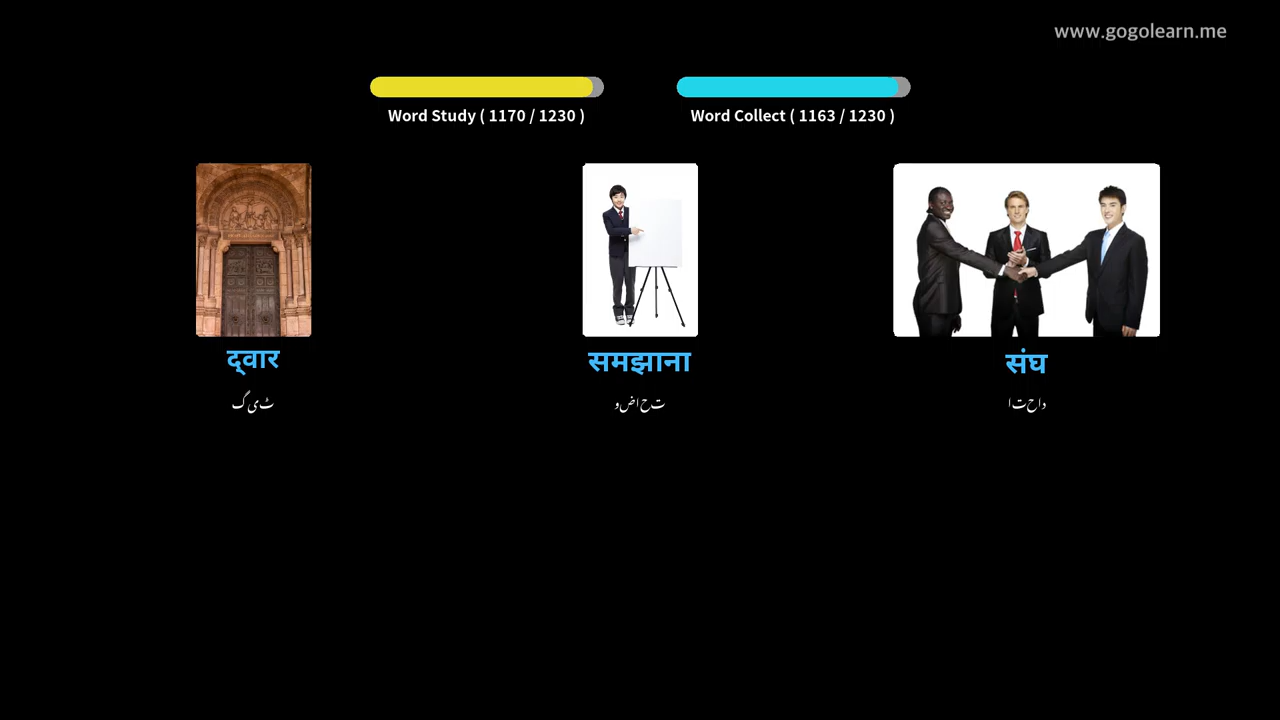 www.gogolearn.me
Word Study ( 1170 / 1230 )
Word Collect ( 1163 / 1230 )
द्वार
समझाना
संघ
گیٹ
وضاحت
اتحاد